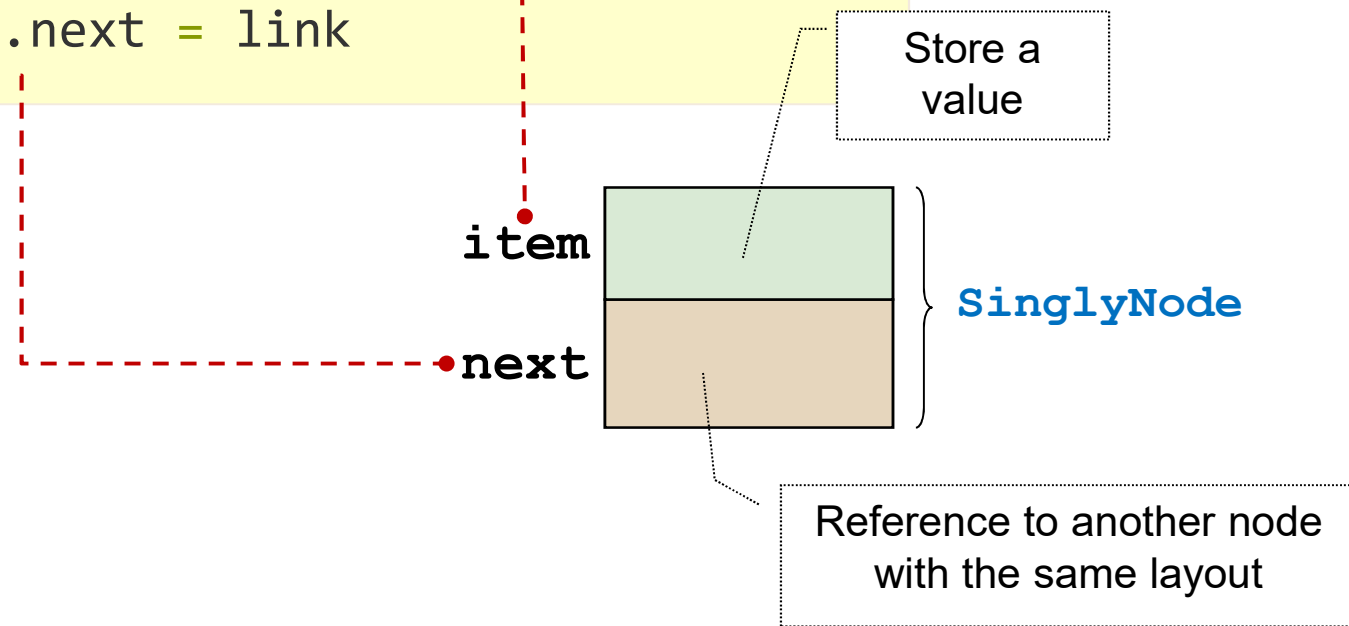 .next = link
Store a
value
item
SinglyNode
next
Reference to another node
with the same layout